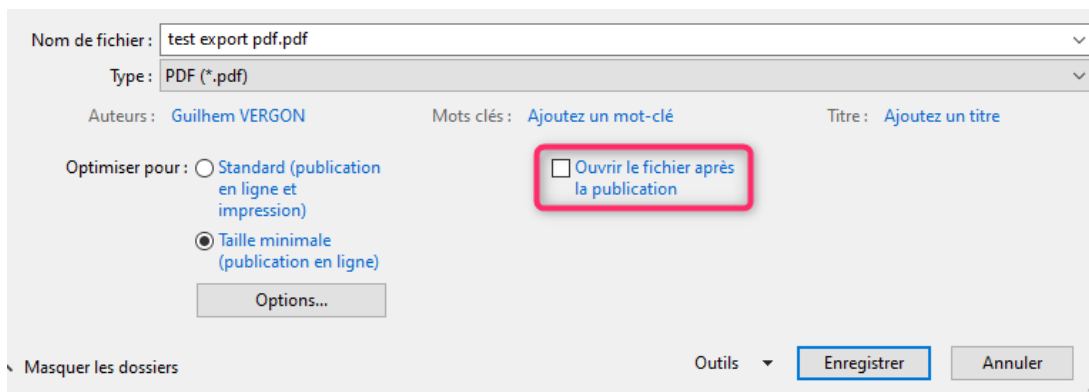 Nom de fichier : test export pdf.pdf
Type : PDF (*.pdf)
Auteurs : Guilhem VERGON Mots clés : Ajoutez un mot-clé Titre : Ajoutez un titre
Optimiser pour : Standard (publication
en ligne et
impression)
Taille minimale
(publication en ligne)
Options...
Ouvrir le fichier après
la publication
Masquer les dossiers Outils Enregistrer Annuler